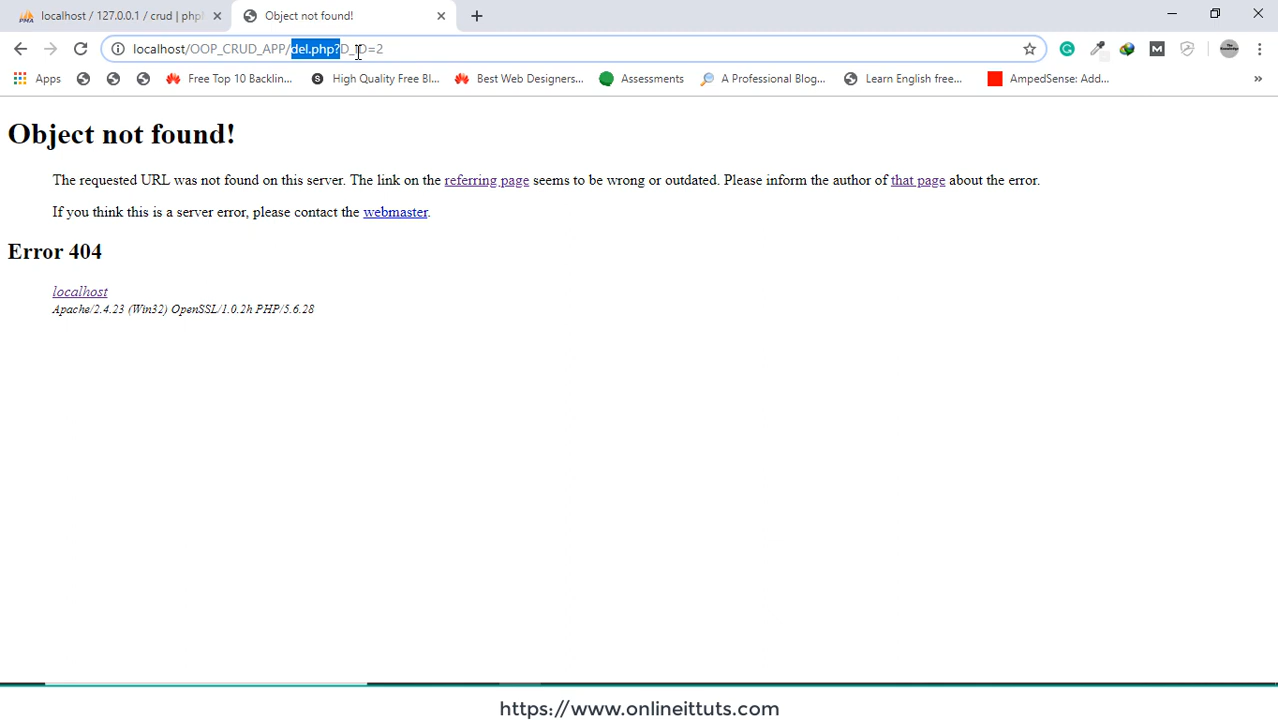 localhost / 127.0.0.1 / crud | php
Object not found!
localhost/OOP_CRUD_APP/del.php?D_ID=2
Apps
Free Top 10 Backlin...
High Quality Free Bl...
Best Web Designers...
Assessments
A Professional Blog...
Learn English free...
AmpedSense: Add...
Object not found!
The requested URL was not found on this server. The link on the referring page seems to be wrong or outdated. Please inform the author of that page about the error.
If you think this is a server error, please contact the webmaster.
Error 404
localhost
Apache/2.4.23 (Win32) OpenSSL/1.0.2h PHP/5.6.28
https://www.onlineittuts.com